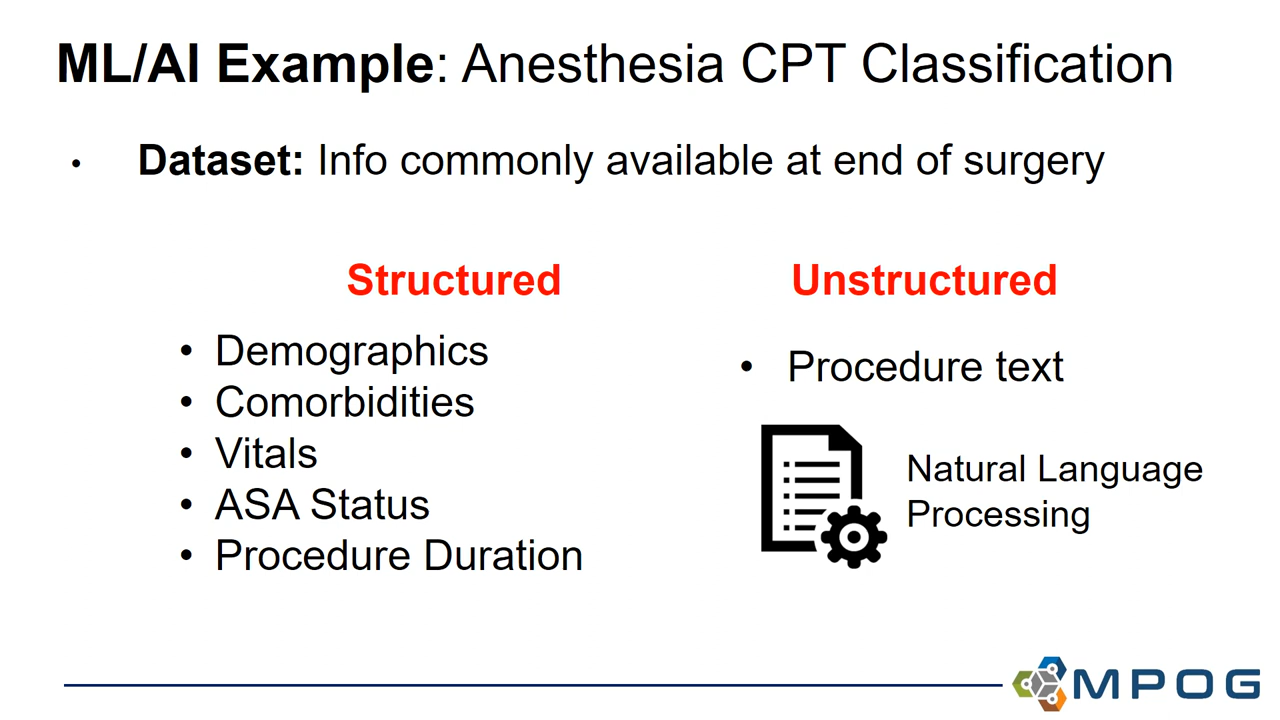 ML/AI Example: Anesthesia CPT Classification
• Dataset: Info commonly available at end of surgery
Structured
• Demographics
• Comorbidities
• Vitals
• ASA Status
• Procedure Duration
Unstructured
• Procedure text
Natural Language
Processing
MPOG